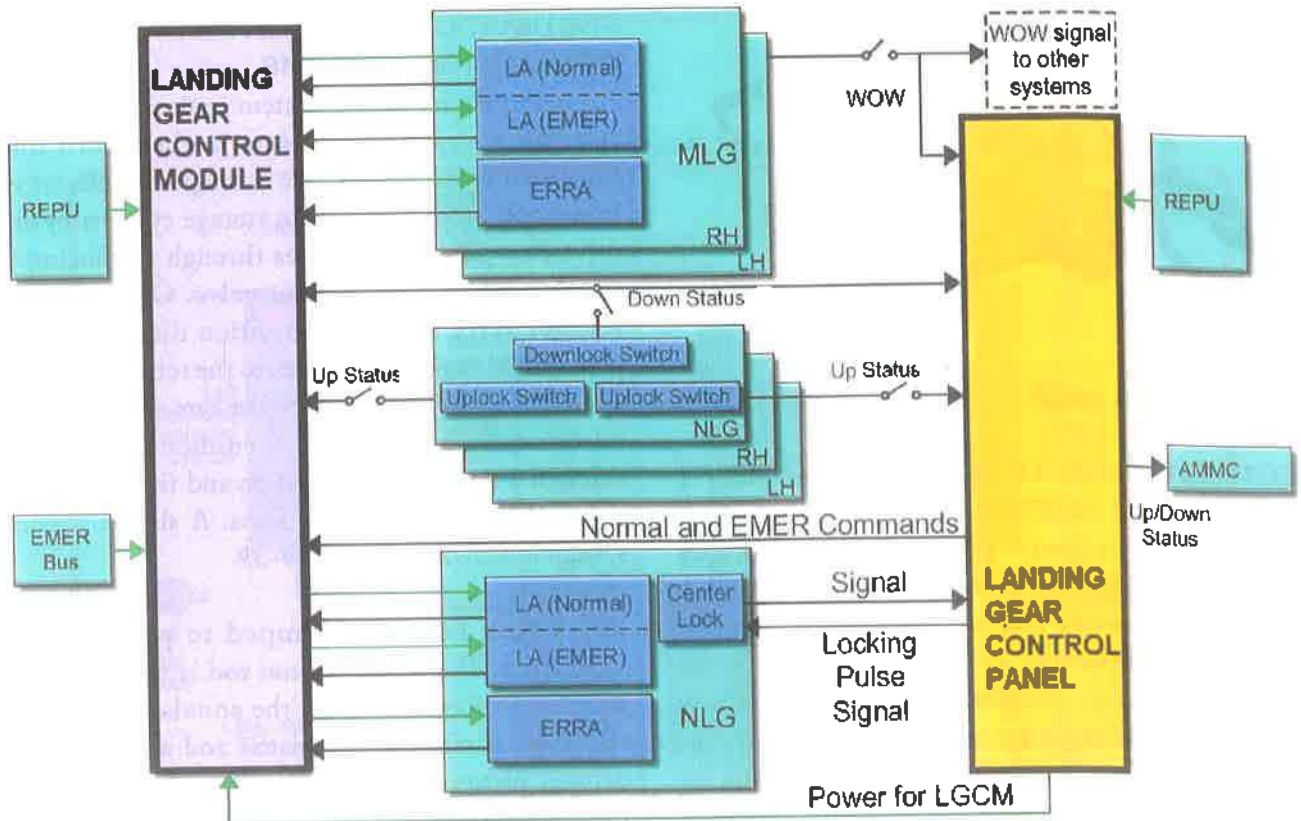 LANDING
GEAR
CONTROL
MODULE
REPU
EMER
Bus
LA (Normal)
LA (EMER)
ERRA
MLG
RH
LH
WOW
WOW signal
to other
systems
REPU
Down Status
Downlock Switch
Up Status
Uplock Switch
Uplock Switch
Up Status
NLG
RH
LH
AMMC
Up/Down
Status
Normal and EMER Commands
LA (Normal)
LA (EMER)
ERRA
Center
Lock
NLG
Signal
Locking
Pulse
Signal
LANDING
GEAR
CONTROL
PANEL
Power for LGCM